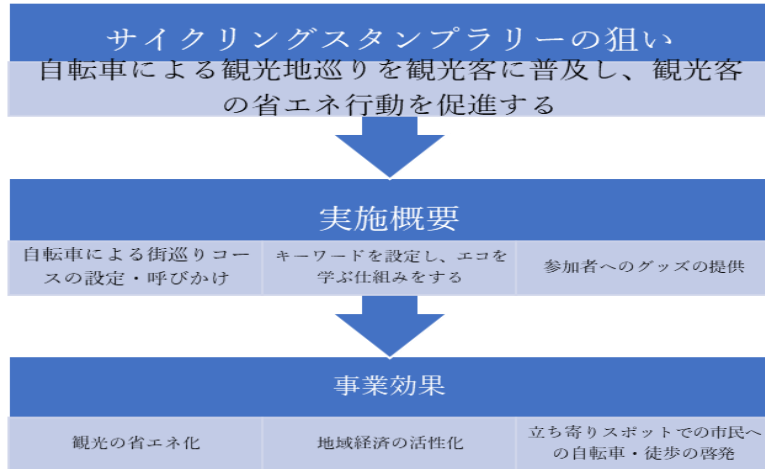 サイクリングスタンプラリーの狙い
自転車による観光地巡りを観光客に普及し、観光客
の省エネ行動を促進する
実施概要
自転車による街巡りコー
スの設定・呼びかけ
キーワードを設定し、エコを
学ぶ仕組みをする
参加者へのグッズの提供
事業効果
観光の省エネ化
地域経済の活性化
立ち寄りスポットでの市民へ
の自転車・徒歩の啓発